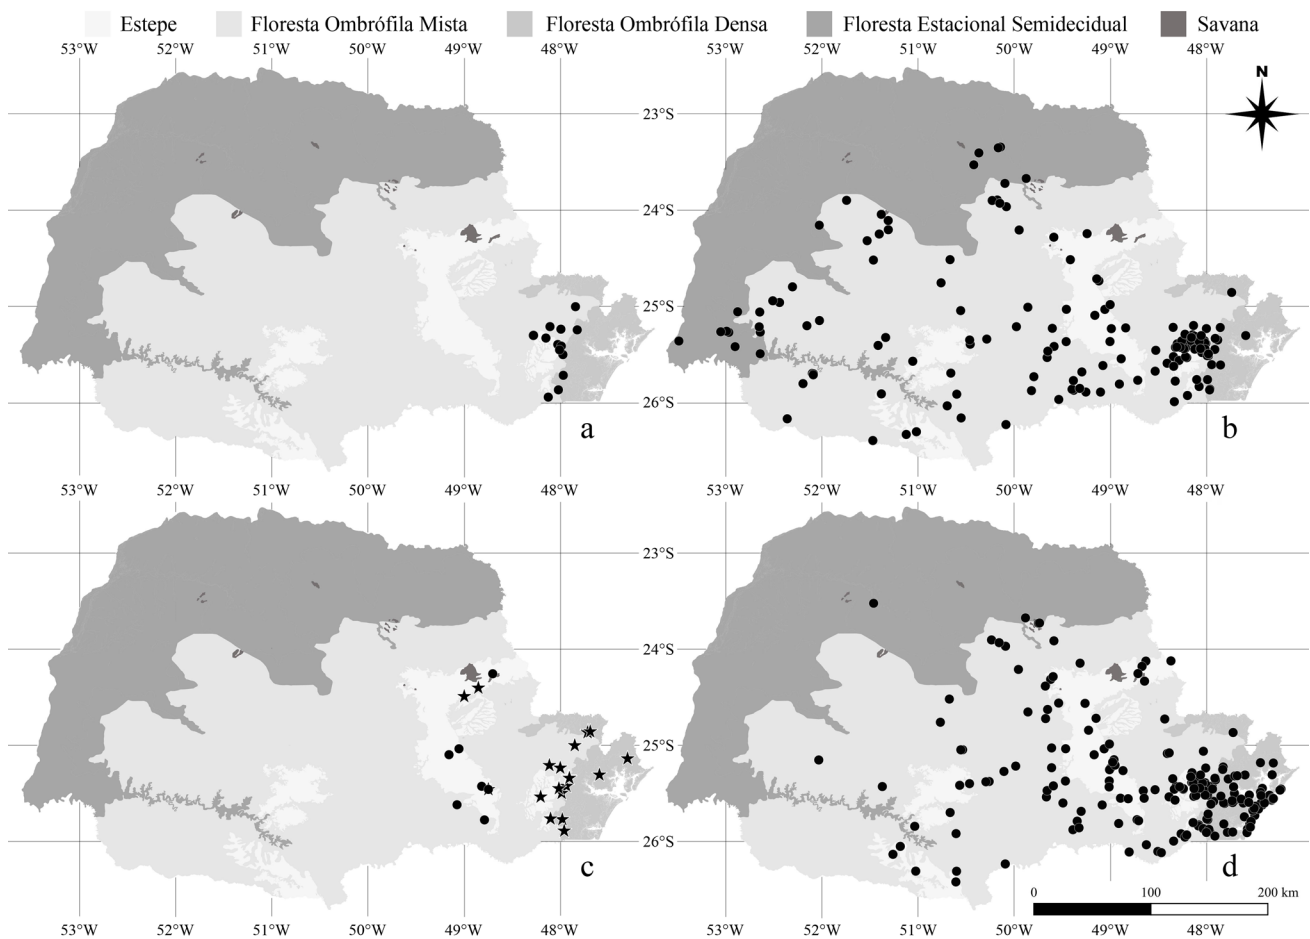 Estepe Floresta Ombrófila Mista Floresta Ombrófila Densa Floresta Estacional Semidecidual Savana
53°W 52°W 51°W 50°W 49°W 48°W 53°W 52°W 51°W 50°W 49°W 48°W
N
23°S
24°S
25°S
26°S
a b
53°W 52°W 51°W 50°W 49°W 48°W 53°W 52°W 51°W 50°W 49°W 48°W
23°S
24°S
25°S
26°S
c d
0 100 200 km
53°W 52°W 51°W 50°W 49°W 48°W 53°W 52°W 51°W 50°W 49°W 48°W